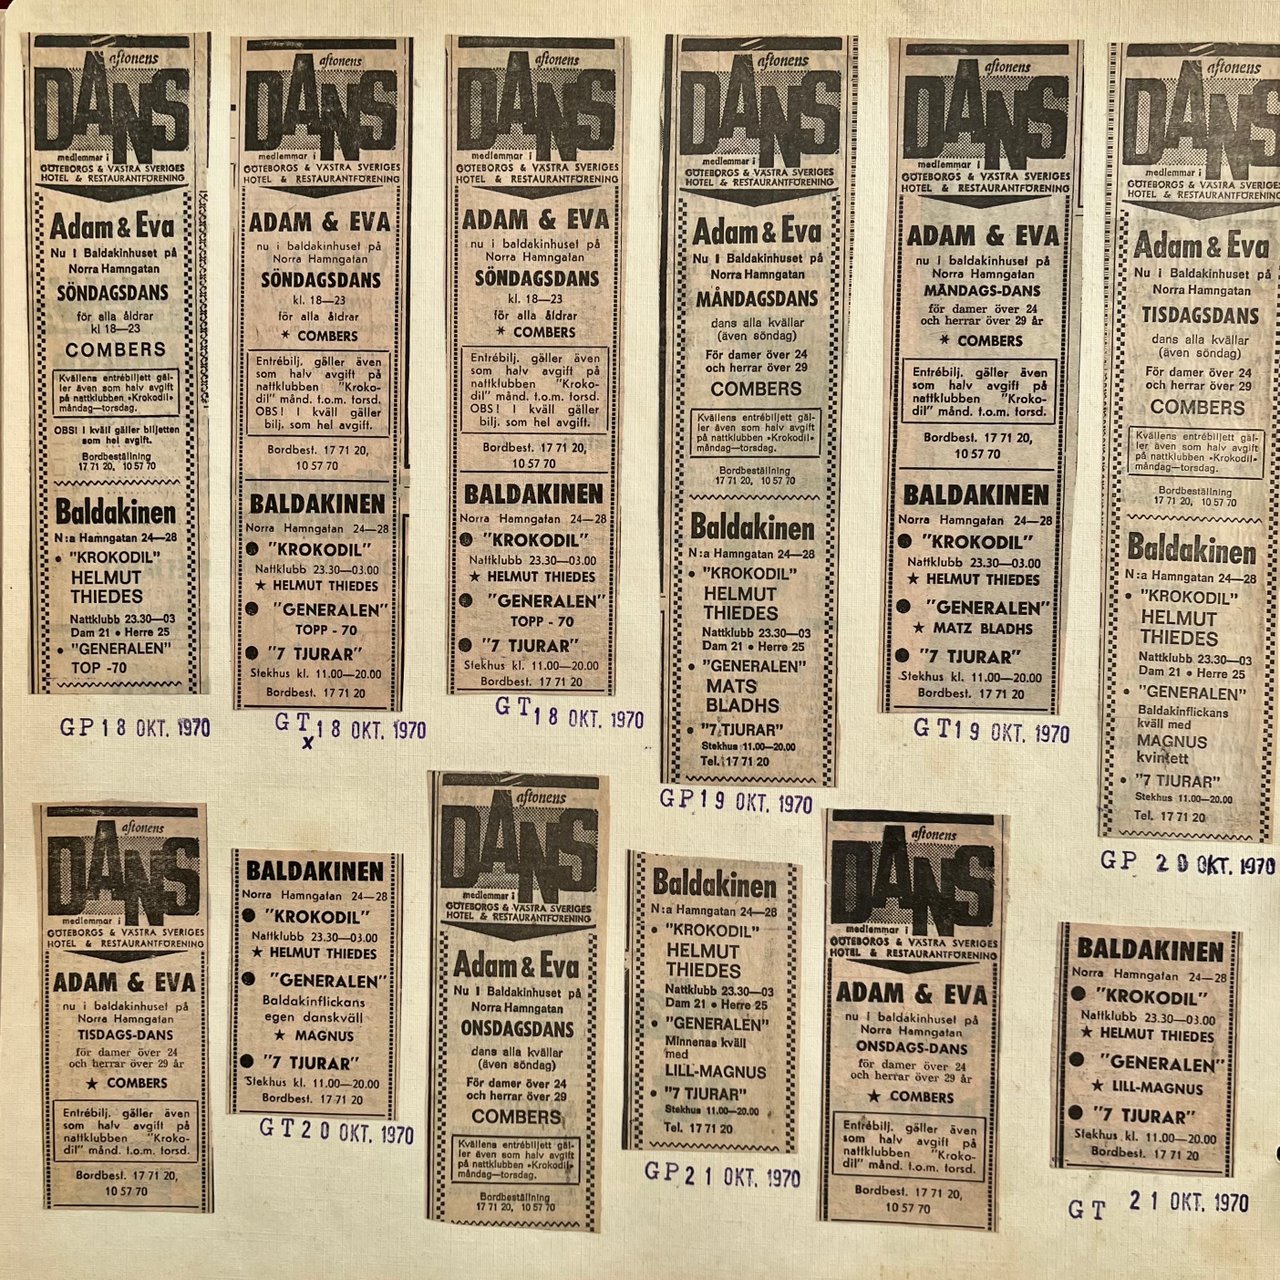 aftonens
DANS
medlemmar i
GÖTEBORGS & VÄSTRA SVERIGES
HOTEL & RESTAURANTFÖRENING
Adam & Eva
Nu I Baldakinhuset på
Norra Hamngatan
SÖNDAGSDANS
för alla åldrar
kl 18—23
COMBERS
Kvällens entrébiljett gäl-
ler även som halv avgift
på nattklubben »Krokodil»
måndag—torsdag.
OBS! I kväll gäller biljetten
som hel avgift.
Bordbeställning
17 71 20, 10 57 70
Baldakinen
N:a Hamngatan 24—28
• "KROKODIL"
HELMUT
THIEDES
Nattklubb 23.30—03
Dam 21 • Herre 25
• "GENERALEN"
TOP -70
GP 18 OKT. 1970
aftonens
DANS
medlemmar i
GÖTEBORGS & VÄSTRA SVERIGES
HOTEL & RESTAURANTFÖRENING
ADAM & EVA
nu i baldakinhuset på
Norra Hamngatan
SÖNDAGSDANS
kl. 18—23
för alla åldrar
* COMBERS
Entrébilj. gäller även
som halv avgift på
nattklubben "Kroko-
dil" månd. t.o.m. torsd.
OBS! I kväll gäller
bilj. som hel avgift.
Bordbest. 17 71 20,
10 57 70
BALDAKINEN
Norra Hamngatan 24—28
● "KROKODIL"
Nattklubb 23.30—03.00
★ HELMUT THIEDES
● "GENERALEN"
TOPP - 70
● "7 TJURAR"
Stekhus kl. 11.00—20.00
Bordbest. 17 71 20
GT 18 OKT. 1970
x
aftonens
DANS
medlemmar i
GÖTEBORGS & VÄSTRA SVERIGES
HOTEL & RESTAURANTFÖRENING
ADAM & EVA
nu i baldakinhuset på
Norra Hamngatan
SÖNDAGSDANS
kl. 18—23
för alla åldrar
* COMBERS
Entrébilj. gäller även
som halv avgift på
nattklubben "Kroko-
dil" månd. t.o.m. torsd.
OBS! I kväll gäller
bilj. som hel avgift.
Bordbest. 17 71 20,
10 57 70
BALDAKINEN
Norra Hamngatan 24—28
● "KROKODIL"
Nattklubb 23.30—03.00
★ HELMUT THIEDES
● "GENERALEN"
TOPP - 70
● "7 TJURAR"
Stekhus kl. 11.00—20.00
Bordbest. 17 71 20
GT 18 OKT. 1970
aftonens
DANS
medlemmar i
GÖTEBORGS & VÄSTRA SVERIGES
HOTEL & RESTAURANTFÖRENING
Adam & Eva
Nu I Baldakinhuset på
Norra Hamngatan
MÅNDAGSDANS
dans alla kvällar
(även söndag)
För damer över 24
och herrar över 29
COMBERS
Kvällens entrébiljett gäl-
ler även som halv avgift
på nattklubben »Krokodil»
måndag—torsdag.
Bordbeställning
17 71 20, 10 57 70
Baldakinen
N:a Hamngatan 24—28
• "KROKODIL"
HELMUT
THIEDES
Nattklubb 23.30—03
Dam 21 • Herre 25
• "GENERALEN"
MATS
BLADHS
• "7 TJURAR"
Stekhus 11.00—20.00
Tel. 17 71 20
GP 19 OKT. 1970
aftonens
DANS
medlemmar i
GÖTEBORGS & VÄSTRA SVERIGES
HOTEL & RESTAURANTFÖRENING
ADAM & EVA
nu i baldakinhuset på
Norra Hamngatan
MÅNDAGS-DANS
för damer över 24
och herrar över 29 år
* COMBERS
Entrébilj. gäller även
som halv avgift på
nattklubben "Kroko-
dil" månd. t.o.m. torsd.
Bordbest. 17 71 20,
10 57 70
BALDAKINEN
Norra Hamngatan 24—28
● "KROKODIL"
Nattklubb 23.30—03.00
★ HELMUT THIEDES
● "GENERALEN"
★ MATZ BLADHS
● "7 TJURAR"
Stekhus kl. 11.00—20.00
Bordbest. 17 71 20
GT 19 OKT. 1970
aftonens
DANS
medlemmar i
GÖTEBORGS & VÄSTRA SVERIGES
HOTEL & RESTAURANTFÖRENING
Adam & Eva
Nu i Baldakinhuset på
Norra Hamngatan
TISDAGSDANS
dans alla kvällar
(även söndag)
För damer över 24
och herrar över 29
COMBERS
Kvällens entrébiljett gäl-
ler även som halv avgift
på nattklubben »Krokodil»
måndag—torsdag.
Bordbeställning
17 71 20, 10 57 70
Baldakinen
N:a Hamngatan 24—28
• "KROKODIL"
HELMUT
THIEDES
Nattklubb 23.30—03
Dam 21 • Herre 25
• "GENERALEN"
Baldakinflickans
kväll med
MAGNUS
kvintett
• "7 TJURAR"
Stekhus 11.00—20.00
Tel. 17 71 20
GP 20 OKT. 1970
aftonens
DANS
medlemmar i
GÖTEBORGS & VÄSTRA SVERIGES
HOTEL & RESTAURANTFÖRENING
ADAM & EVA
nu i baldakinhuset på
Norra Hamngatan
TISDAGS-DANS
för damer över 24
och herrar över 29 år
★ COMBERS
Entrébilj. gäller även
som halv avgift på
nattklubben "Kroko-
dil" månd. t.o.m. torsd.
Bordbest. 17 71 20,
10 57 70
BALDAKINEN
Norra Hamngatan 24—28
● "KROKODIL"
Nattklubb 23.30—03.00
★ HELMUT THIEDES
● "GENERALEN"
Baldakinflickans
egen danskväll
★ MAGNUS
● "7 TJURAR"
Stekhus kl. 11.00—20.00
Bordbest. 17 71 20
GT 20 OKT. 1970
aftonens
DANS
medlemmar i
GÖTEBORGS & VÄSTRA SVERIGES
HOTEL & RESTAURANTFÖRENING
Adam & Eva
Nu I Baldakinhuset på
Norra Hamngatan
ONSDAGSDANS
dans alla kvällar
(även söndag)
För damer över 24
och herrar över 29
COMBERS
Kvällens entrébiljett gäl-
ler även som halv avgift
på nattklubben »Krokodil»
måndag—torsdag.
Bordbeställning
17 71 20, 10 57 70
Baldakinen
N:a Hamngatan 24—28
• "KROKODIL"
HELMUT
THIEDES
Nattklubb 23.30—03
Dam 21 • Herre 25
• "GENERALEN"
Minnenas kväll
med
LILL-MAGNUS
• "7 TJURAR"
Stekhus 11.00—20.00
Tel. 17 71 20
GP 21 OKT. 1970
aftonens
DANS
medlemmar i
GÖTEBORGS & VÄSTRA SVERIGES
HOTEL & RESTAURANTFÖRENING
ADAM & EVA
nu i baldakinhuset på
Norra Hamngatan
ONSDAGS-DANS
för damer över 24
och herrar över 29 år
★ COMBERS
Entrébilj. gäller även
som halv avgift på
nattklubben "Kroko-
dil" månd. t.o.m. torsd.
Bordbest. 17 71 20,
10 57 70
BALDAKINEN
Norra Hamngatan 24—28
● "KROKODIL"
Nattklubb 23.30—03.00
★ HELMUT THIEDES
● "GENERALEN"
★ LILL-MAGNUS
● "7 TJURAR"
Stekhus kl. 11.00—20.00
Bordbest. 17 71 20
GT 21 OKT. 1970